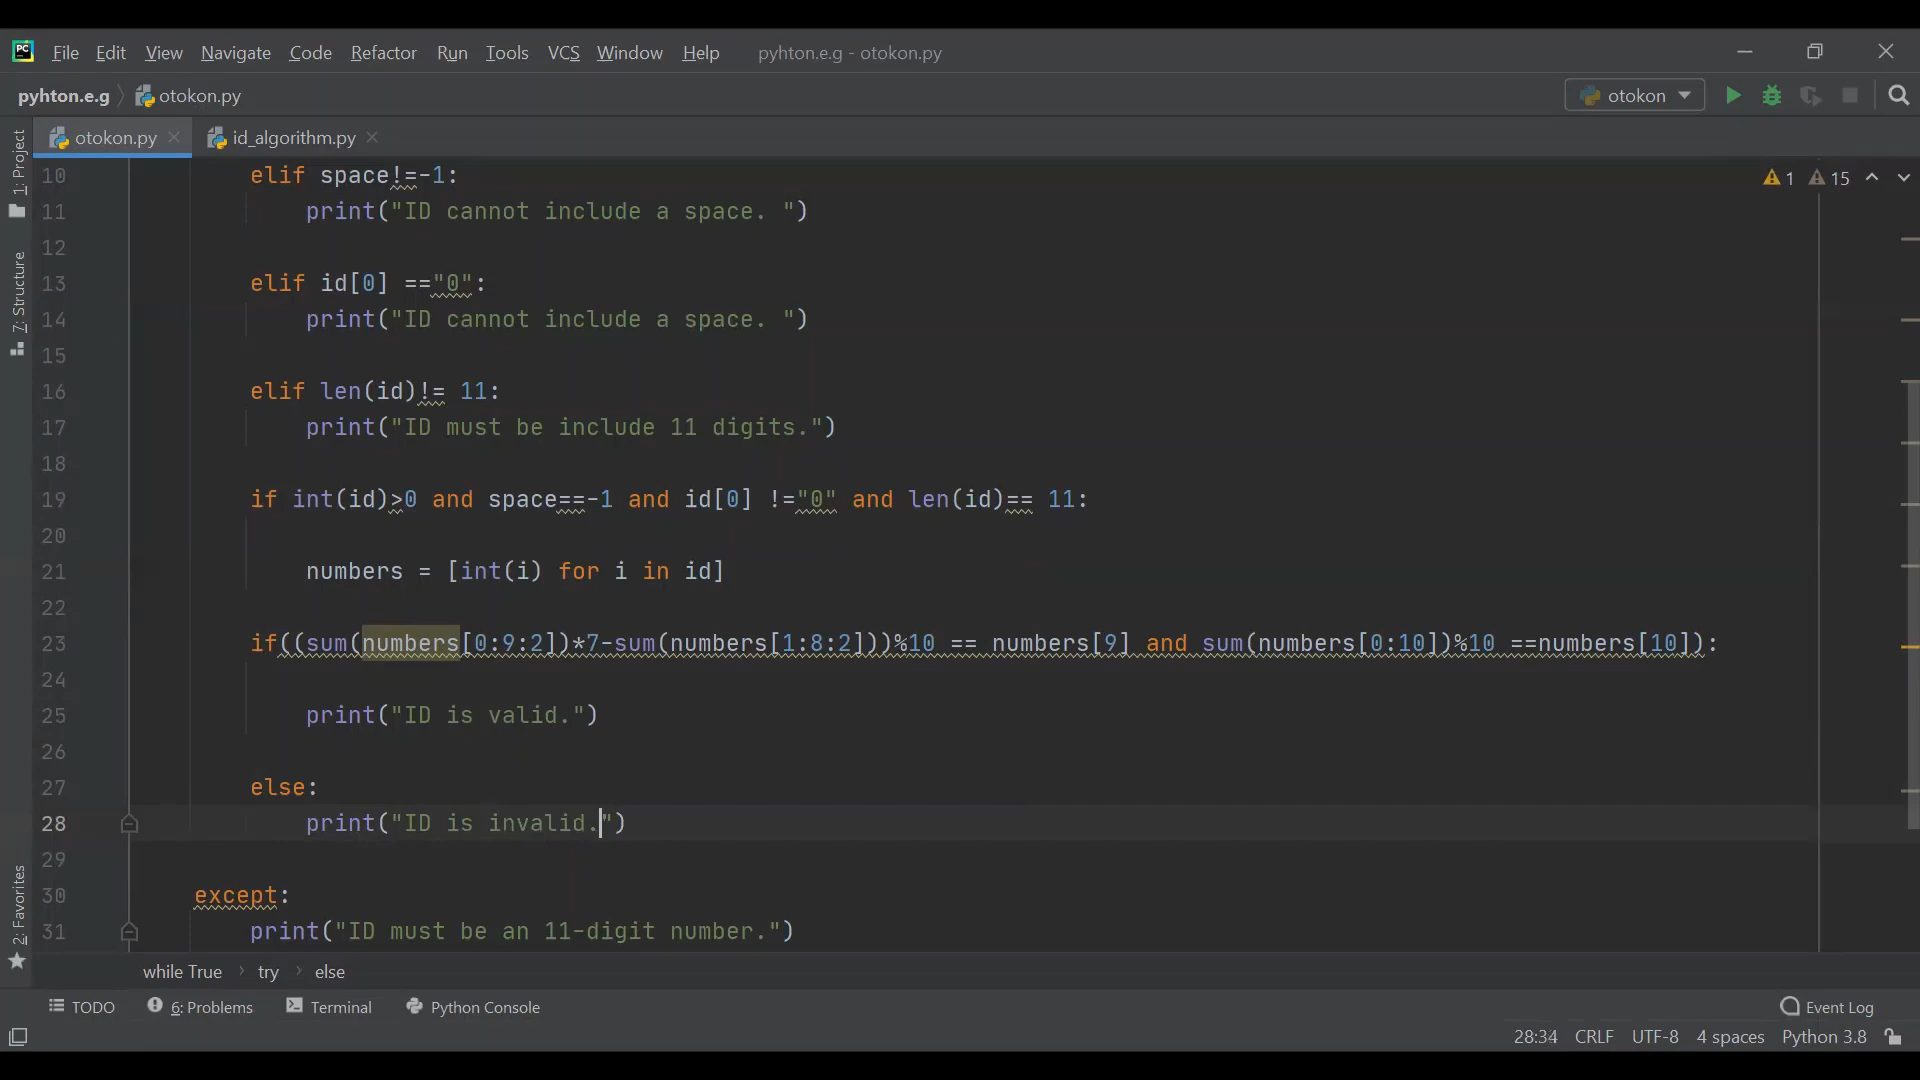 File Edit View Navigate Code Refactor Run Tools VCS Window Help pyhton.e.g - otokon.py
pyhton.e.g otokon.py otokon
otokon.py id_algorithm.py
1: Project
7: Structure
2: Favorites
1 15
10 elif space!=-1:
11 print("ID cannot include a space. ")
12
13 elif id[0] =="0":
14 print("ID cannot include a space. ")
15
16 elif len(id)!= 11:
17 print("ID must be include 11 digits.")
18
19 if int(id)>0 and space==-1 and id[0] !="0" and len(id)== 11:
20
21 numbers = [int(i) for i in id]
22
23 if((sum(numbers[0:9:2])*7-sum(numbers[1:8:2]))%10 == numbers[9] and sum(numbers[0:10])%10 ==numbers[10]):
24
25 print("ID is valid.")
26
27 else:
28 print("ID is invalid.")
29
30 except:
31 print("ID must be an 11-digit number.")
while True try else
TODO 6: Problems Terminal Python Console Event Log
28:34 CRLF UTF-8 4 spaces Python 3.8